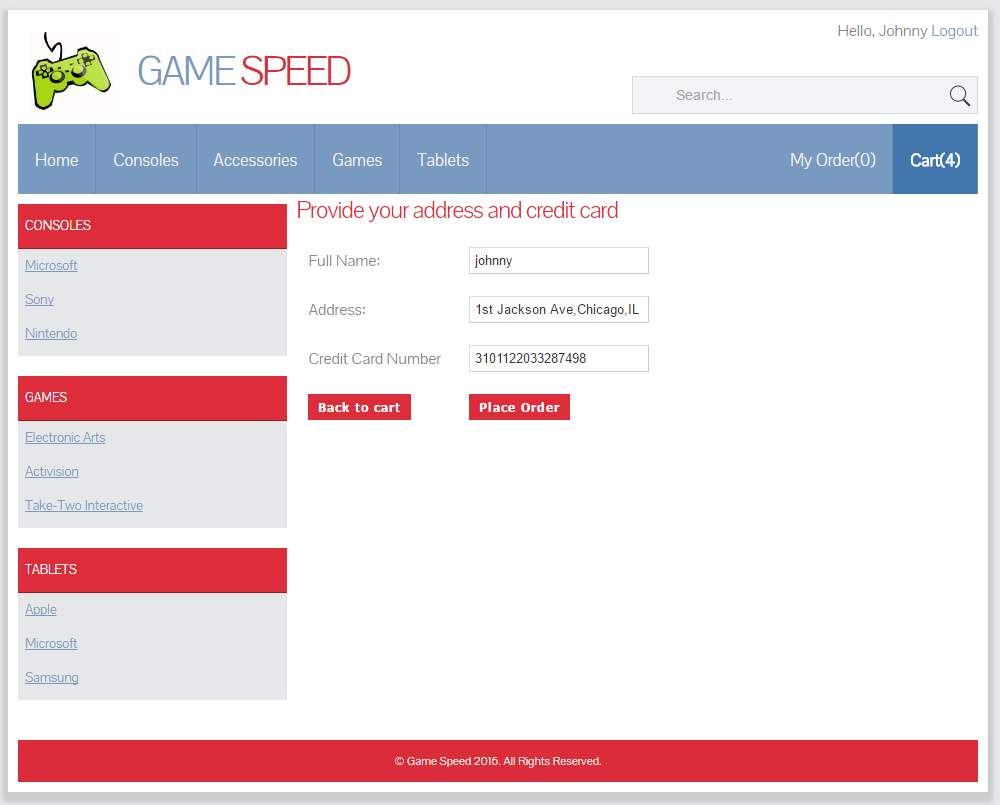 Hello, Johnny Logout
GAME SPEED
Search...
Home Consoles Accessories Games Tablets My Order(0) Cart(4)
CONSOLES
Microsoft
Sony
Nintendo
GAMES
Electronic Arts
Activision
Take-Two Interactive
TABLETS
Apple
Microsoft
Samsung
Provide your address and credit card
Full Name: johnny
Address: 1st Jackson Ave,Chicago,IL
Credit Card Number 3101122033287498
Back to cart Place Order
© Game Speed 2016. All Rights Reserved.